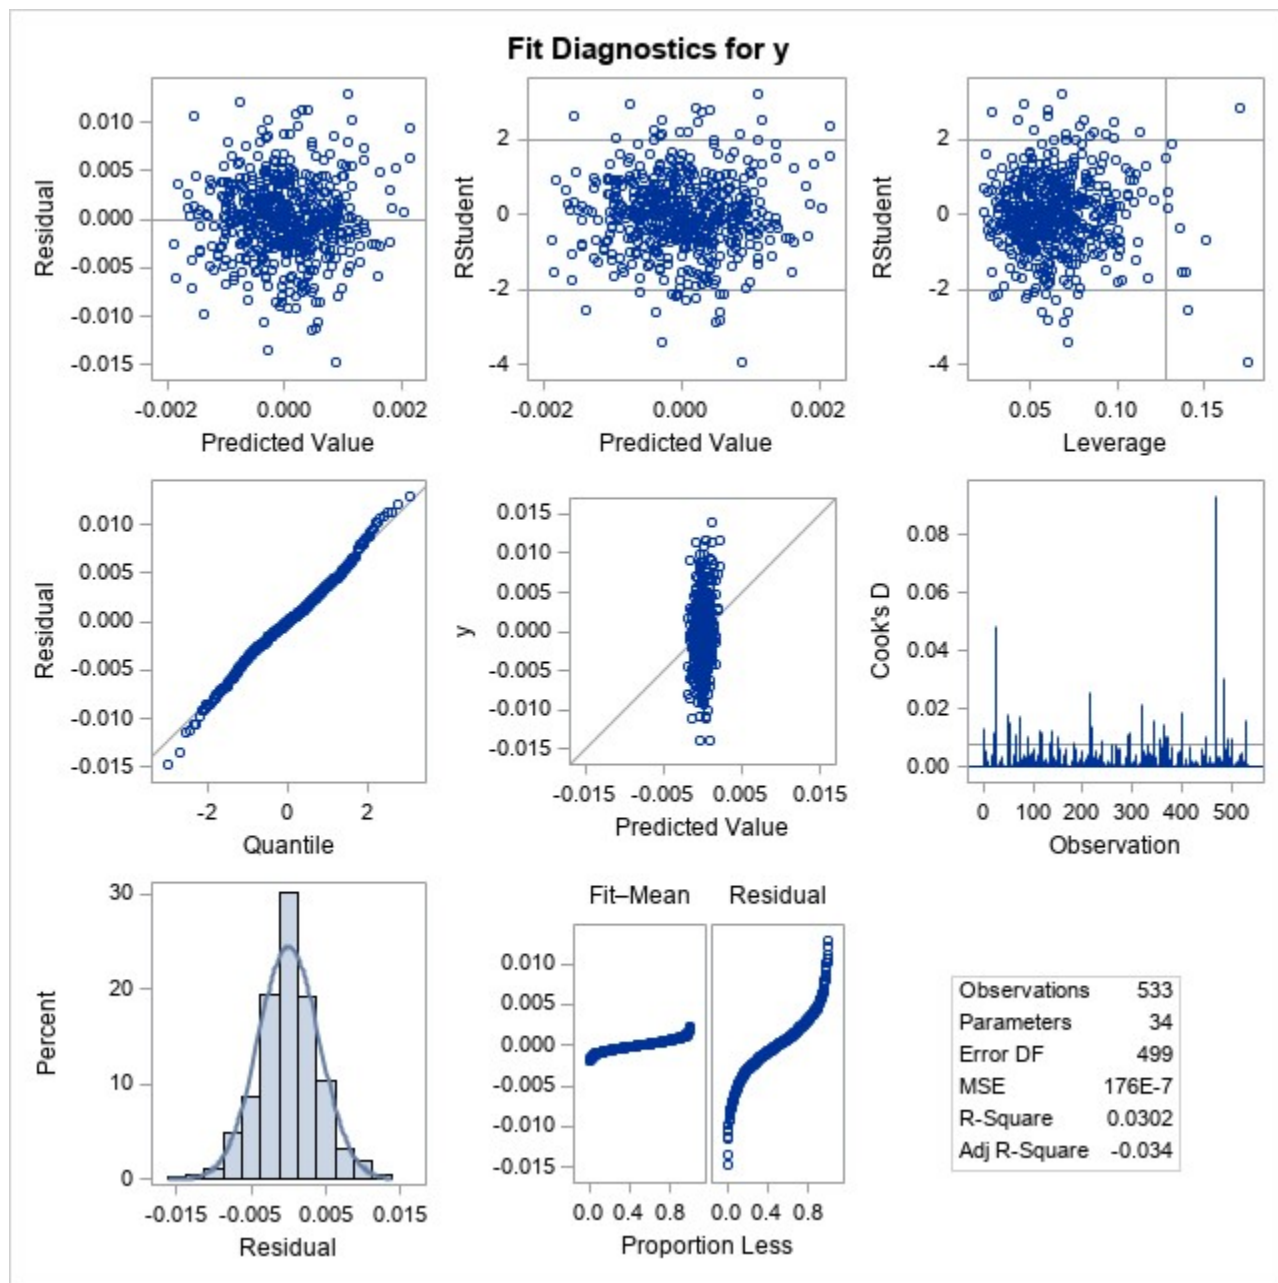 Fit Diagnostics for y
Residual
0.010
0.005
0.000
-0.005
-0.010
-0.015
-0.002 0.000 0.002
Predicted Value
RStudent
2
0
-2
-4
-0.002 0.000 0.002
Predicted Value
RStudent
2
0
-2
-4
0.05 0.10 0.15
Leverage
Residual
0.010
0.005
0.000
-0.005
-0.010
-0.015
-2 0 2
Quantile
y
0.015
0.010
0.005
0.000
-0.005
-0.010
-0.015
-0.015 -0.005 0.005 0.015
Predicted Value
Cook's D
0.08
0.06
0.04
0.02
0.00
0 100 200 300 400 500
Observation
Percent
30
20
10
0
-0.015 -0.005 0.005 0.015
Residual
Fit–Mean Residual
0.010
0.005
0.000
-0.005
-0.010
-0.015
0.0 0.4 0.8 0.0 0.4 0.8
Proportion Less
Observations 533
Parameters 34
Error DF 499
MSE 176E-7
R-Square 0.0302
Adj R-Square -0.034